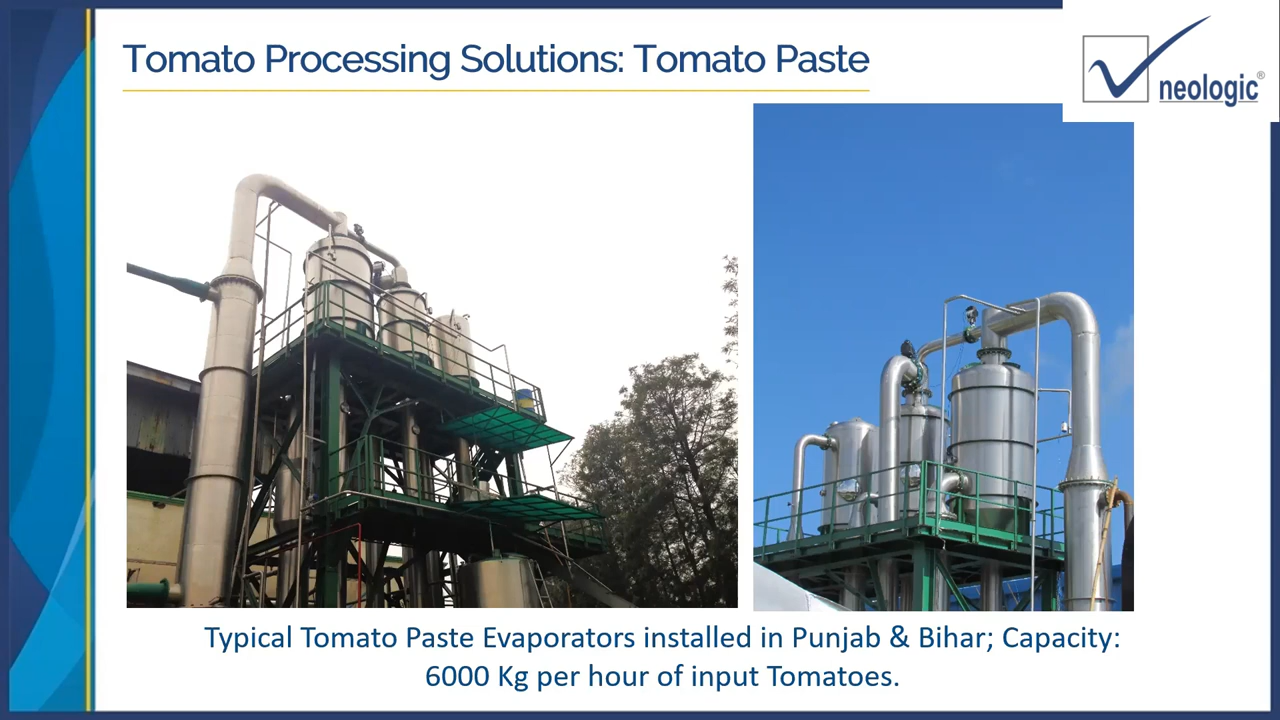 Tomato Processing Solutions: Tomato Paste
neologic®
Typical Tomato Paste Evaporators installed in Punjab & Bihar; Capacity:
6000 Kg per hour of input Tomatoes.